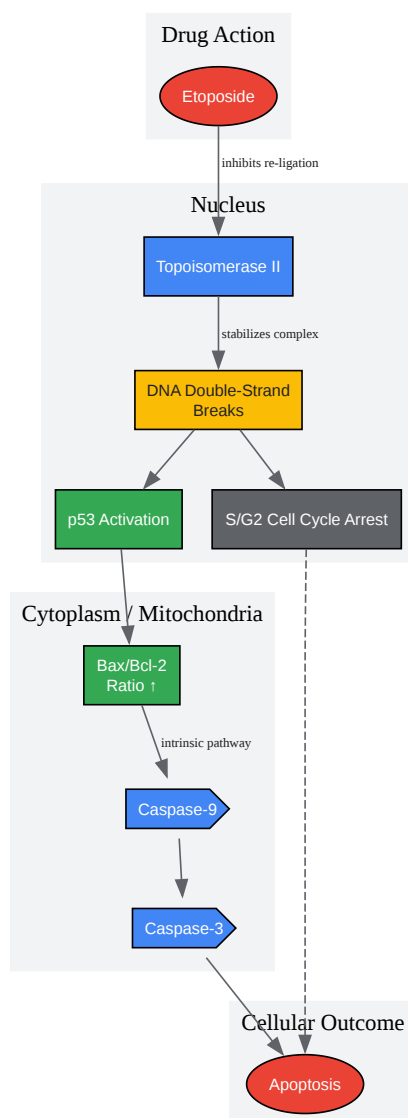 Drug Action
Etoposide
inhibits re-ligation
Nucleus
Topoisomerase II
stabilizes complex
DNA Double-Strand
Breaks
p53 Activation
S/G2 Cell Cycle Arrest
Cytoplasm / Mitochondria
Bax/Bcl-2
Ratio ↑
intrinsic pathway
Caspase-9
Caspase-3
Cellular Outcome
Apoptosis